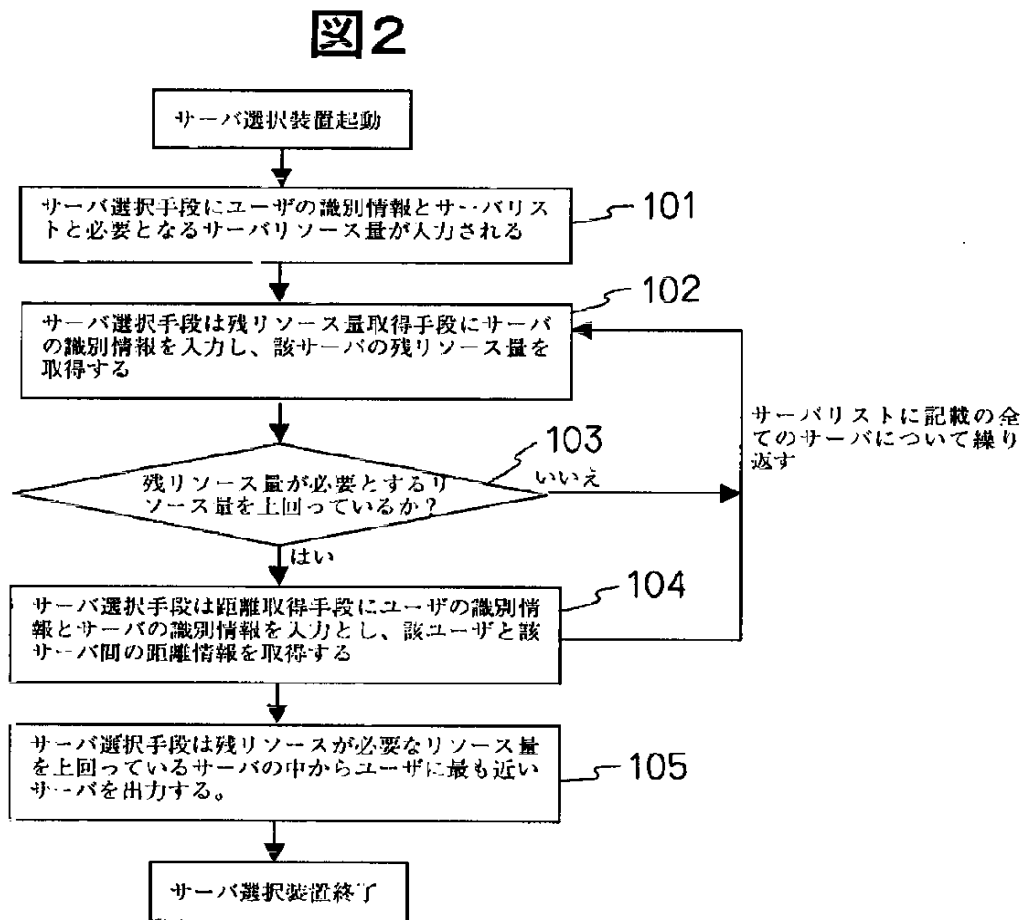 図2
サーバ選択装置起動
サーバ選択手段にユーザの識別情報とサーバリス
トと必要となるサーバリソース量が入力される
101
102
サーバ選択手段は残リソース量取得手段にサーバ
の識別情報を入力し、該サーバの残リソース量を
取得する
サーバリストに記載の全
てのサーバについて繰り
返す
103
残リソース量が必要とするリ
ソース量を上回っているか？
いいえ
はい
104
サーバ選択手段は距離取得手段にユーザの識別情
報とサーバの識別情報を入力とし、該ユーザと該
サーバ間の距離情報を取得する
サーバ選択手段は残リソースが必要なリソース量
を上回っているサーバの中からユーザに最も近い
サーバを出力する。
105
サーバ選択装置終了